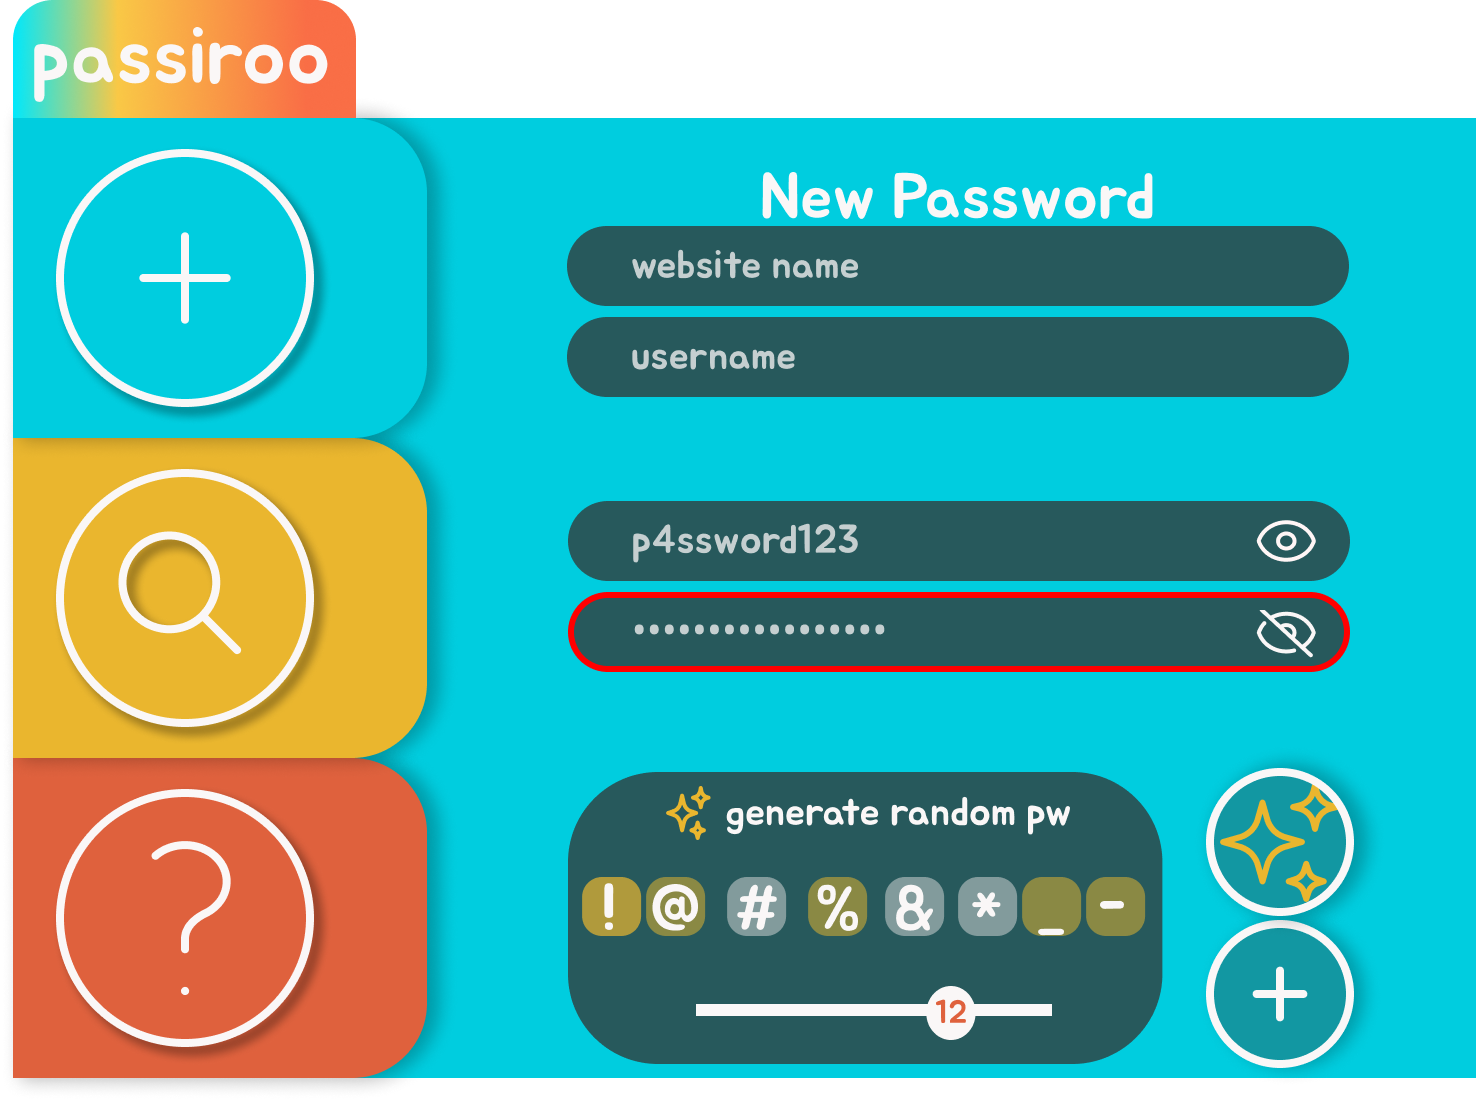 passiroo
New Password
website name
username
p4ssword123
•••••••••••••••••
generate random pw
! @ # % & * _ -
12